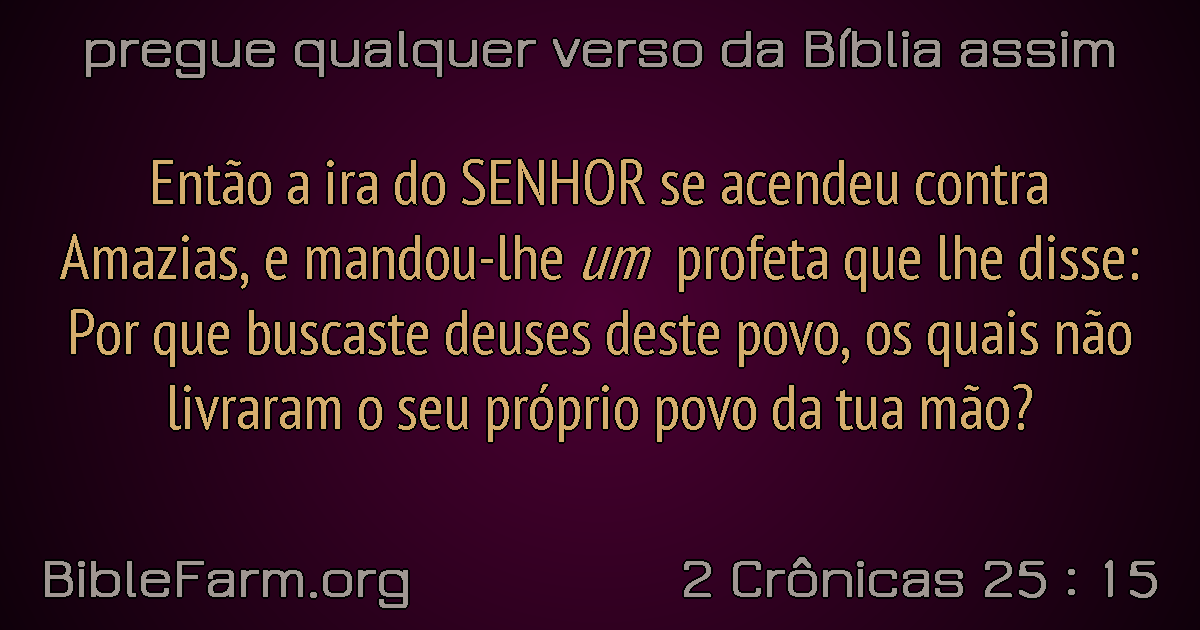 pregue qualquer verso da Bíblia assim
Então a ira do SENHOR se acendeu contra
Amazias, e mandou-lhe um profeta que lhe disse:
Por que buscaste deuses deste povo, os quais não
livraram o seu próprio povo da tua mão?
BibleFarm.org 2 Crônicas 25 : 15